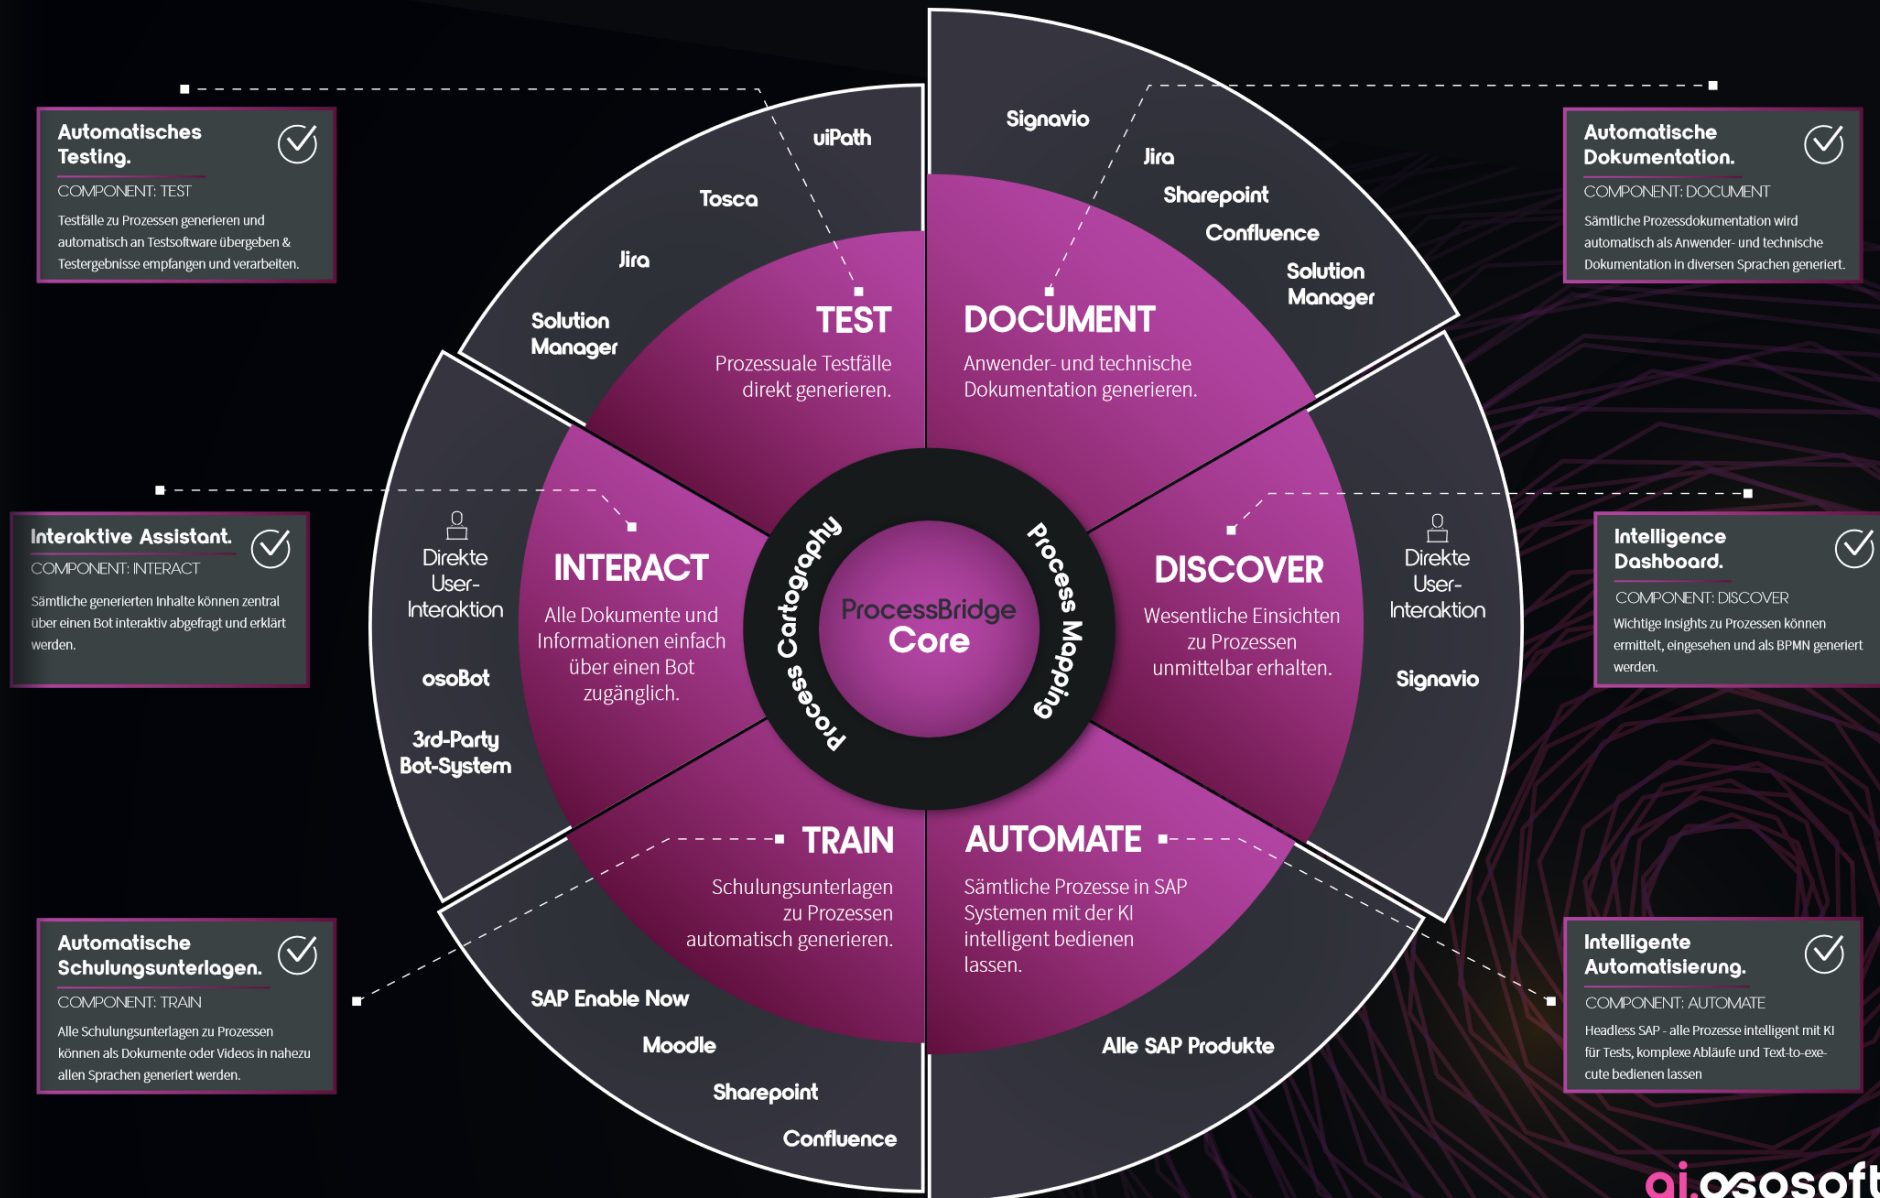 Automatisches
Testing.
COMPONENT: TEST
Testfälle zu Prozessen generieren und
automatisch an Testsoftware übergeben &
Testergebnisse empfangen und verarbeiten.
Interaktive Assistant.
COMPONENT: INTERACT
Sämtliche generierten Inhalte können zentral
über einen Bot interaktiv abgefragt und erklärt
werden.
Automatische
Schulungsunterlagen.
COMPONENT: TRAIN
Alle Schulungsunterlagen zu Prozessen
können als Dokumente oder Videos in nahezu
allen Sprachen generiert werden.
uiPath
Tosca
Jira
Solution
Manager
TEST
Prozessuale Testfälle
direkt generieren.
Signavio
Jira
Sharepoint
Confluence
Solution
Manager
DOCUMENT
Anwender- und technische
Dokumentation generieren.
Direkte
User-
Interaktion
osoBot
3rd-Party
Bot-System
INTERACT
Alle Dokumente und
Informationen einfach
über einen Bot
zugänglich.
Process Cartography
ProcessBridge
Core
Process Mapping
DISCOVER
Wesentliche Einsichten
zu Prozessen
unmittelbar erhalten.
Direkte
User-
Interaktion
Signavio
TRAIN
Schulungsunterlagen
zu Prozessen
automatisch generieren.
SAP Enable Now
Moodle
Sharepoint
Confluence
AUTOMATE
Sämtliche Prozesse in SAP
Systemen mit der KI
intelligent bedienen
lassen.
Alle SAP Produkte
Automatische
Dokumentation.
COMPONENT: DOCUMENT
Sämtliche Prozessdokumentation wird
automatisch als Anwender- und technische
Dokumentation in diversen Sprachen generiert.
Intelligence
Dashboard.
COMPONENT: DISCOVER
Wichtige Insights zu Prozessen können
ermittelt, eingesehen und als BPMN generiert
werden.
Intelligente
Automatisierung.
COMPONENT: AUTOMATE
Headless SAP - alle Prozesse intelligent mit KI
für Tests, komplexe Abläufe und Text-to-exe-
cute bedienen lassen
ai.ososoft